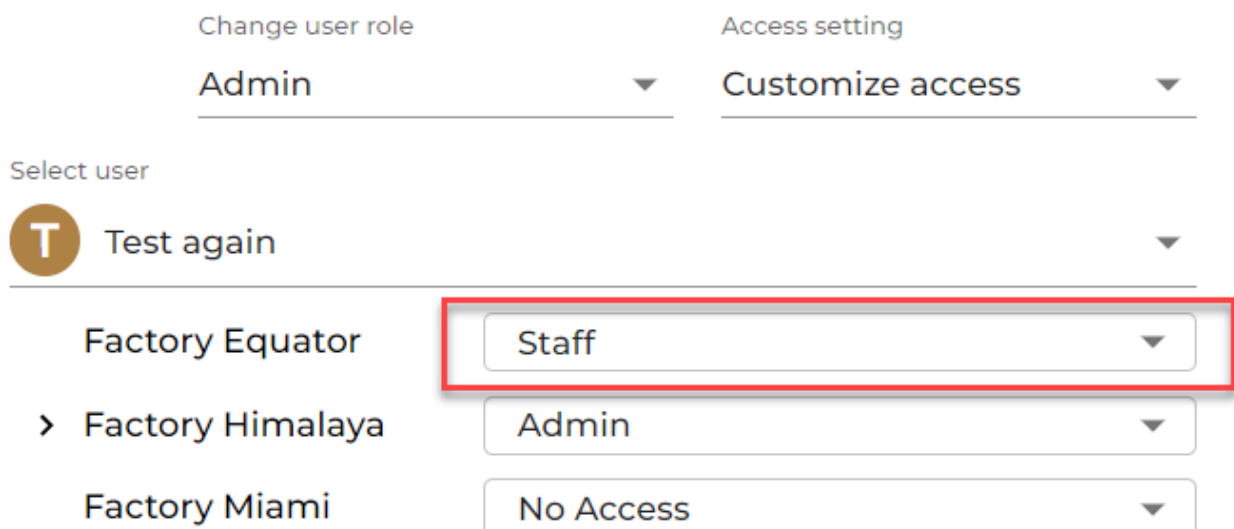 Change user role Access setting
Admin Customize access
Select user
T Test again
Factory Equator Staff
Factory Himalaya Admin
Factory Miami No Access